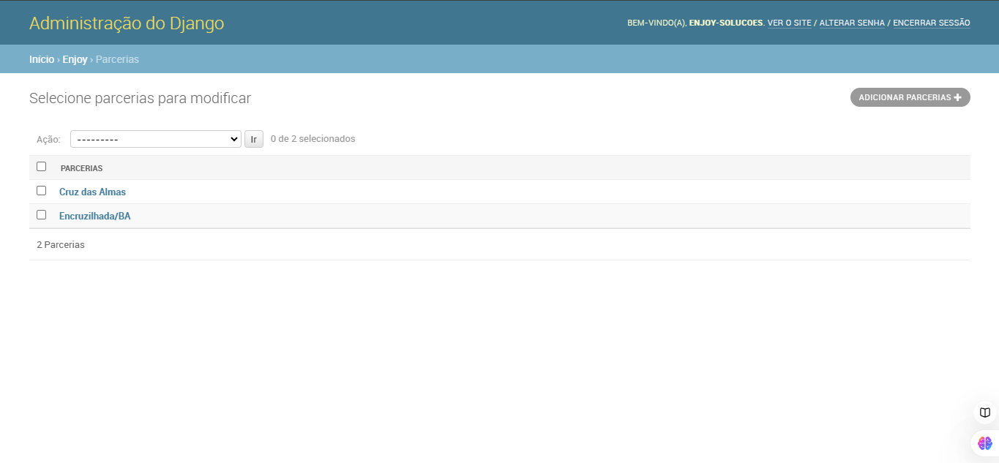 Administração do Django
BEM-VINDO(A), ENJOY-SOLUCOES. VER O SITE / ALTERAR SENHA / ENCERRAR SESSÃO
Início › Enjoy › Parcerias
Selecione parcerias para modificar
ADICIONAR PARCERIAS +
Ação: --------- Ir 0 de 2 selecionados
PARCERIAS
Cruz das Almas
Encruzilhada/BA
2 Parcerias